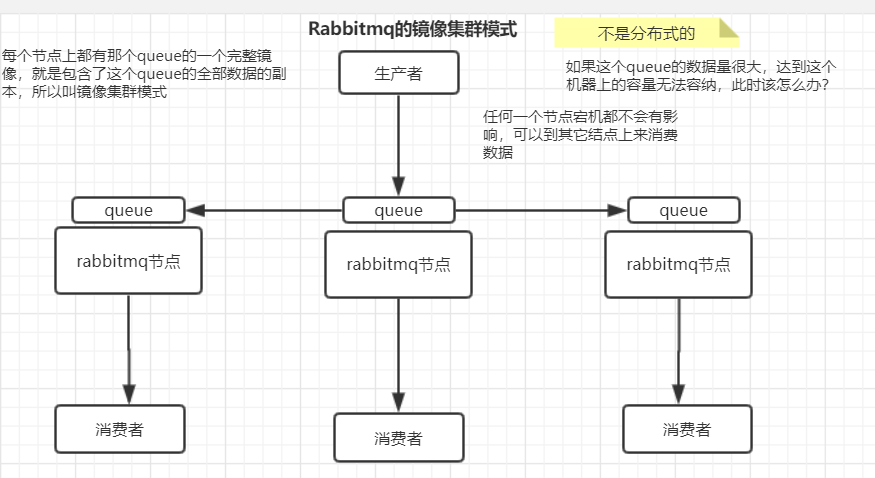 Rabbitmq的镜像集群模式
不是分布式的
每个节点上都有那个queue的一个完整镜
像，就是包含了这个queue的全部数据的副
本，所以叫镜像集群模式
生产者
如果这个queue的数据量很大，达到这个
机器上的容量无法容纳，此时该怎么办?
任何一个节点宕机都不会有影
响，可以到其它结点上来消费
数据
queue
queue
queue
rabbitmq节点
rabbitmq节点
rabbitmq节点
消费者
消费者
消费者